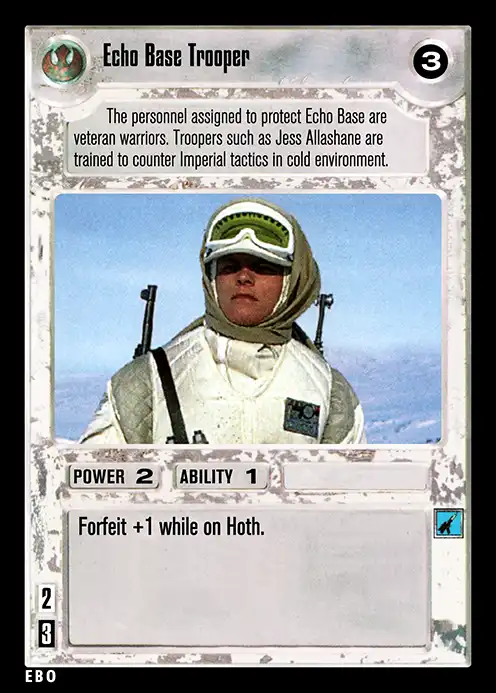 Echo Base Trooper
3
The personnel assigned to protect Echo Base are
veteran warriors. Troopers such as Jess Allashane are
trained to counter Imperial tactics in cold environment.
POWER 2 ABILITY 1
Forfeit +1 while on Hoth.
2
3
EBO